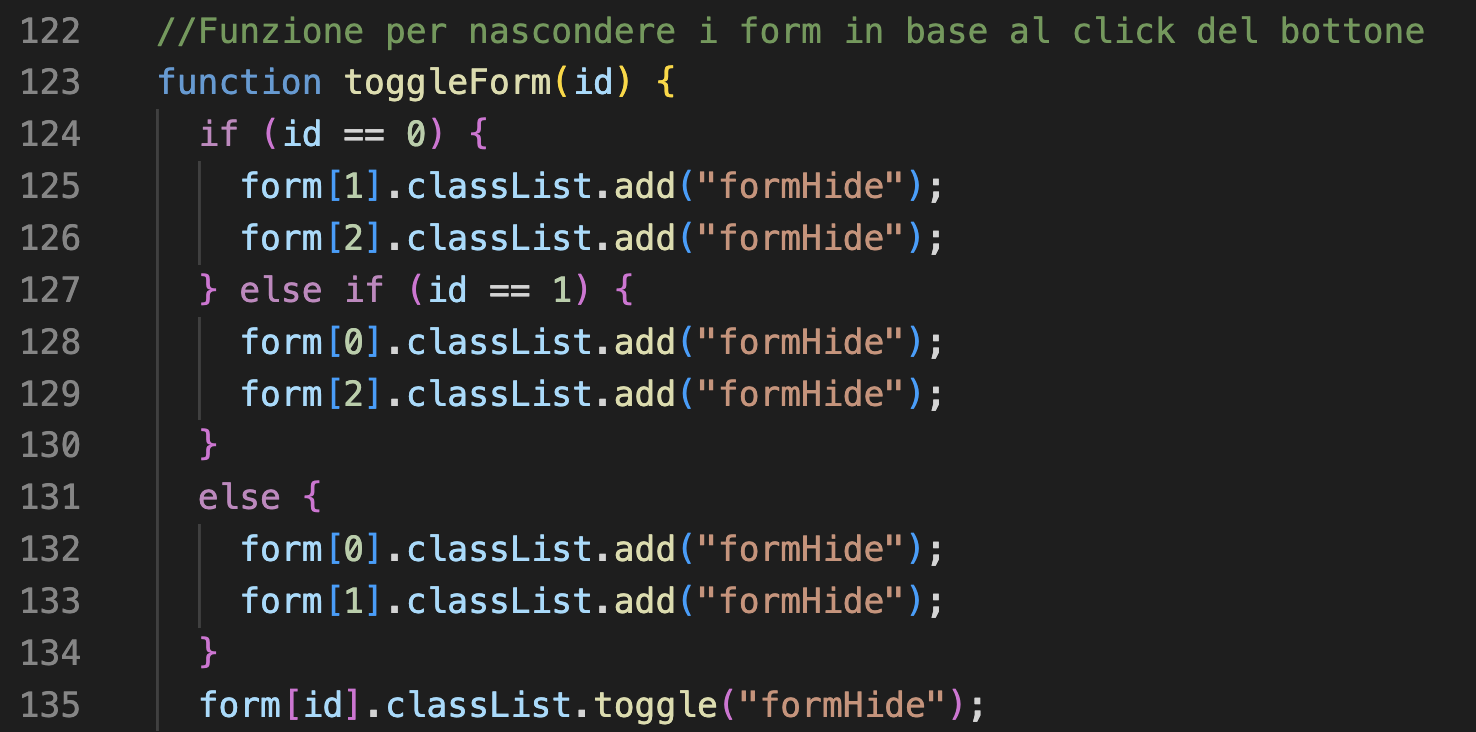 122 //Funzione per nascondere i form in base al click del bottone
123 function toggleForm(id) {
124 if (id == 0) {
125 form[1].classList.add("formHide");
126 form[2].classList.add("formHide");
127 } else if (id == 1) {
128 form[0].classList.add("formHide");
129 form[2].classList.add("formHide");
130 }
131 else {
132 form[0].classList.add("formHide");
133 form[1].classList.add("formHide");
134 }
135 form[id].classList.toggle("formHide");